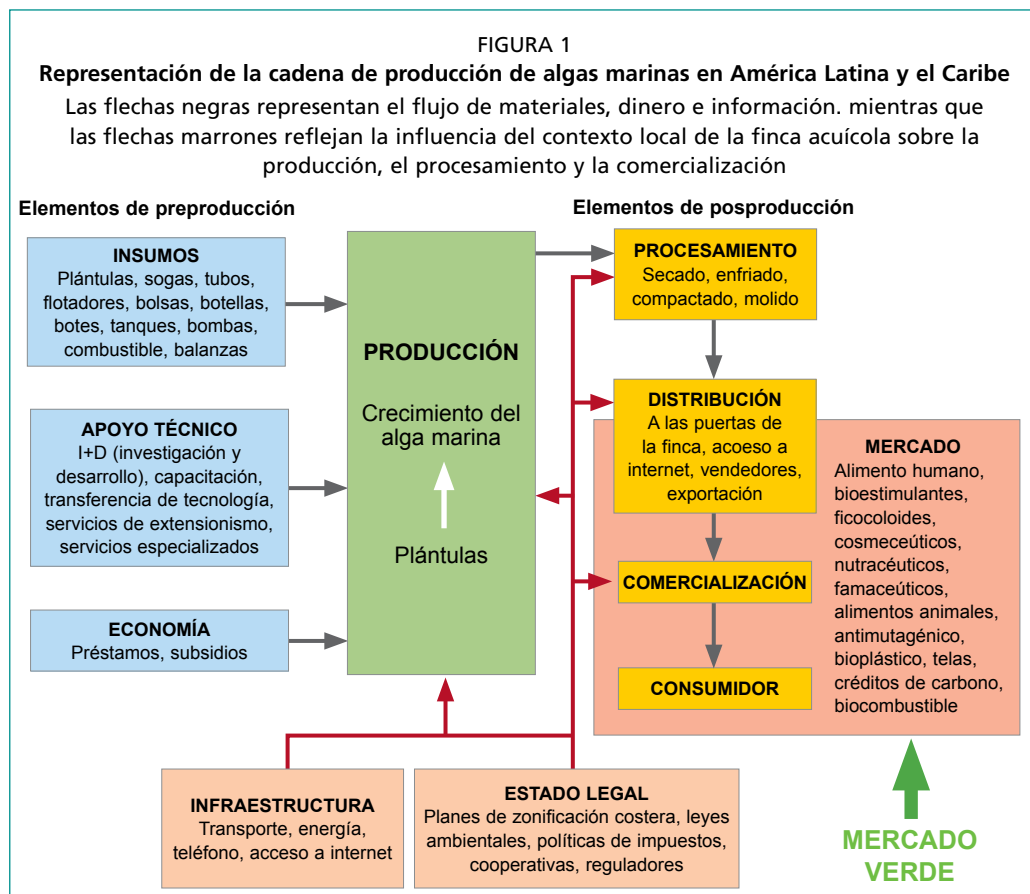 FIGURA 1
Representación de la cadena de producción de algas marinas en América Latina y el Caribe
Las flechas negras representan el flujo de materiales, dinero e información. mientras que
las flechas marrones reflejan la influencia del contexto local de la finca acuícola sobre la
producción, el procesamiento y la comercialización
Elementos de preproducción
INSUMOS
Plántulas, sogas, tubos,
flotadores, bolsas, botellas,
botes, tanques, bombas,
combustible, balanzas
APOYO TÉCNICO
I+D (investigación y
desarrollo), capacitación,
transferencia de tecnología,
servicios de extensionismo,
servicios especializados
ECONOMÍA
Préstamos, subsidios
PRODUCCIÓN
Crecimiento del
alga marina
Plántulas
Elementos de posproducción
PROCESAMIENTO
Secado, enfriado,
compactado, molido
DISTRIBUCIÓN
A las puertas de
la finca, acoeso a
internet, vendedores,
exportación
COMERCIALIZACIÓN
CONSUMIDOR
MERCADO
Alimento humano,
bioestimulantes,
ficocoloides,
cosmeceúticos,
nutracéuticos,
famaceúticos,
alimentos animales,
antimutagénico,
bioplástico, telas,
créditos de carbono,
biocombustible
INFRAESTRUCTURA
Transporte, energía,
teléfono, acceso a internet
ESTADO LEGAL
Planes de zonificación costera, leyes
ambientales, políticas de impuestos,
cooperativas, reguladores
MERCADO
VERDE